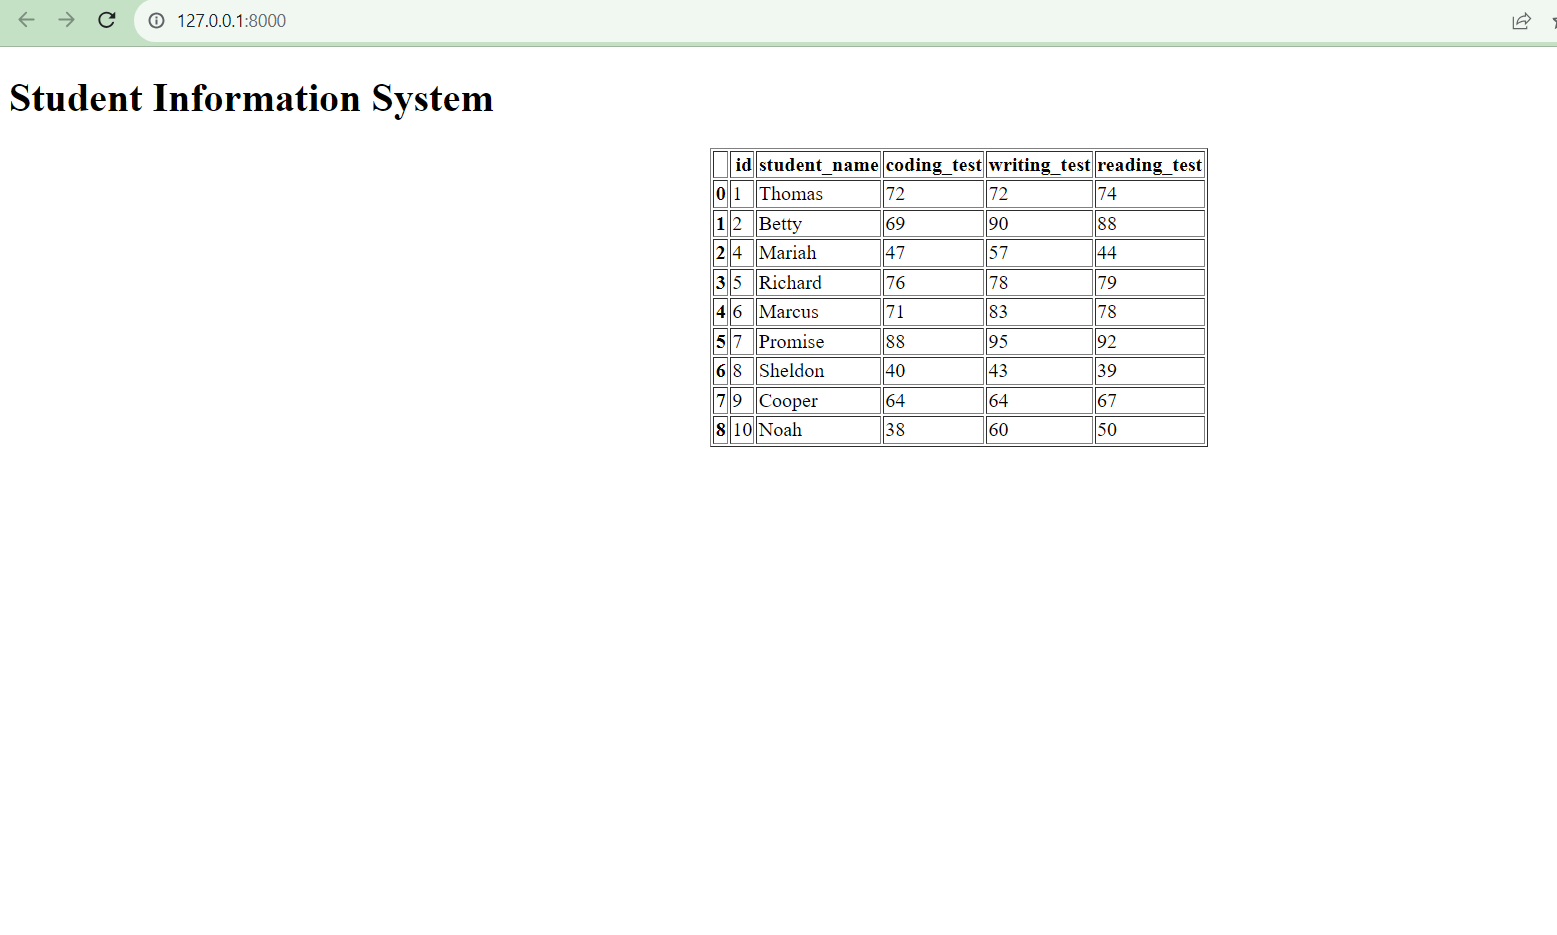 127.0.0.1:8000
Student Information System
id student_name coding_test writing_test reading_test
0 1 Thomas 72 72 74
1 2 Betty 69 90 88
2 4 Mariah 47 57 44
3 5 Richard 76 78 79
4 6 Marcus 71 83 78
5 7 Promise 88 95 92
6 8 Sheldon 40 43 39
7 9 Cooper 64 64 67
8 10 Noah 38 60 50